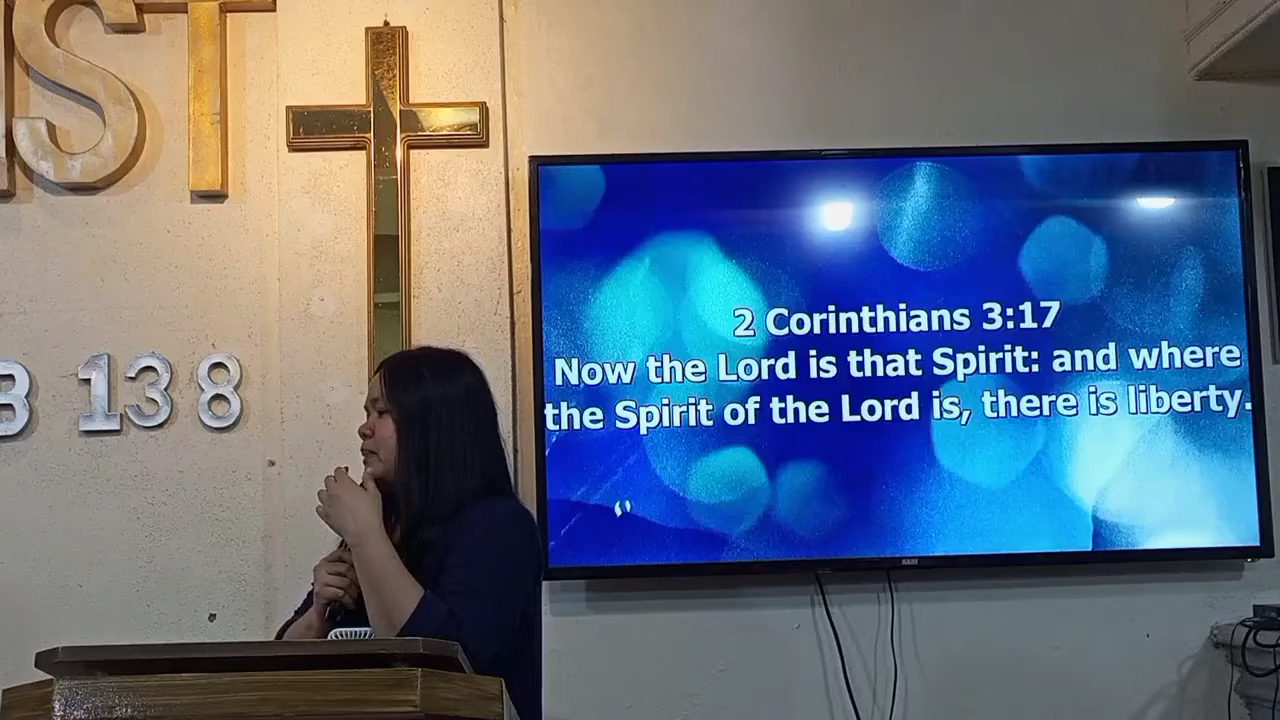 IST
B 138
2 Corinthians 3:17
Now the Lord is that Spirit: and where
the Spirit of the Lord is, there is liberty.